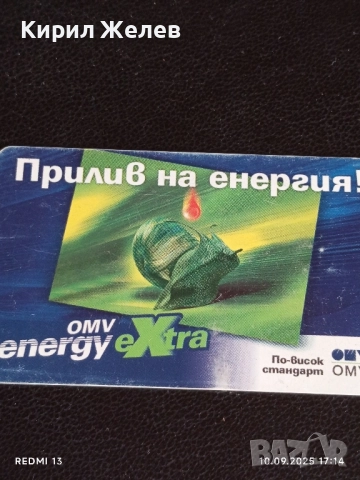 Кирил Желев
Прилив на енергия!
OMV
energy eXtra
По-висок
стандарт
OMV
REDMI 13
10.09.2025 17:14
БАЗАР